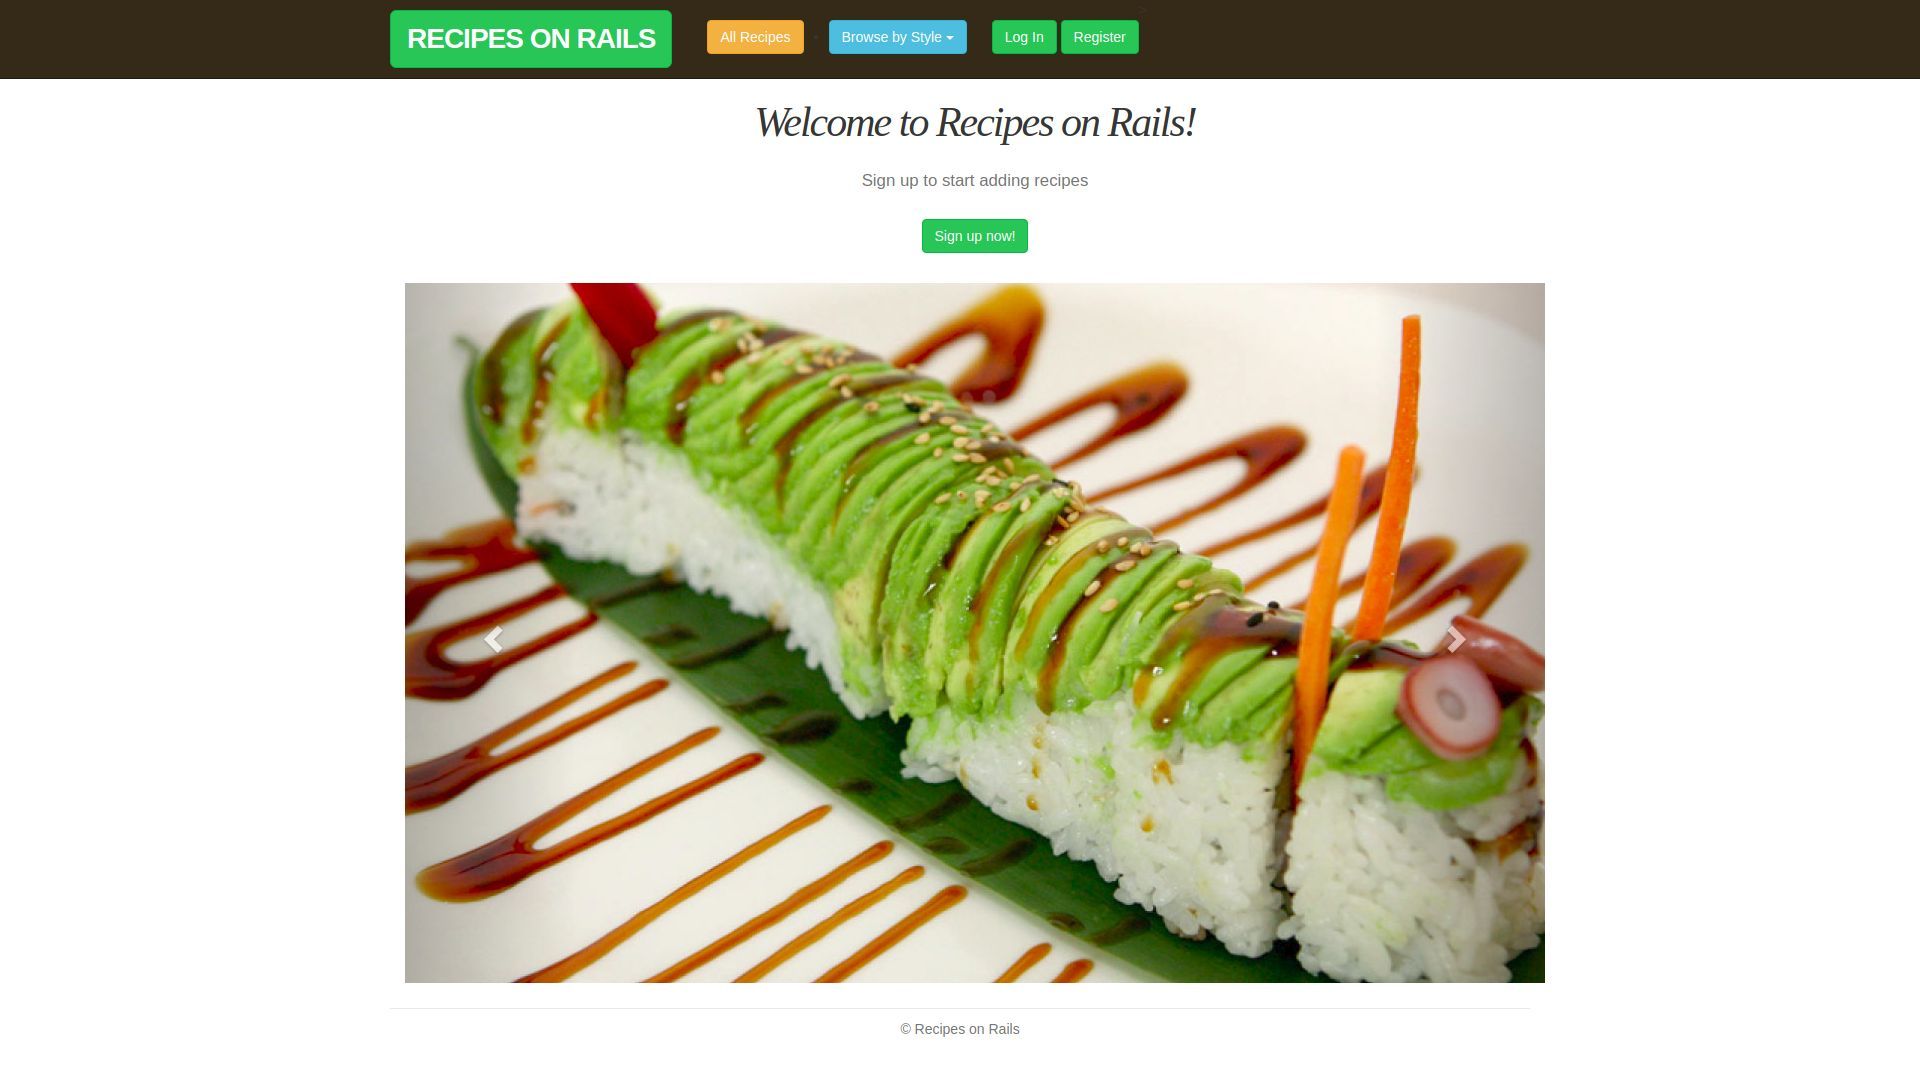 RECIPES ON RAILS
All Recipes
Browse by Style
Log In
Register
Welcome to Recipes on Rails!
Sign up to start adding recipes
Sign up now!
© Recipes on Rails